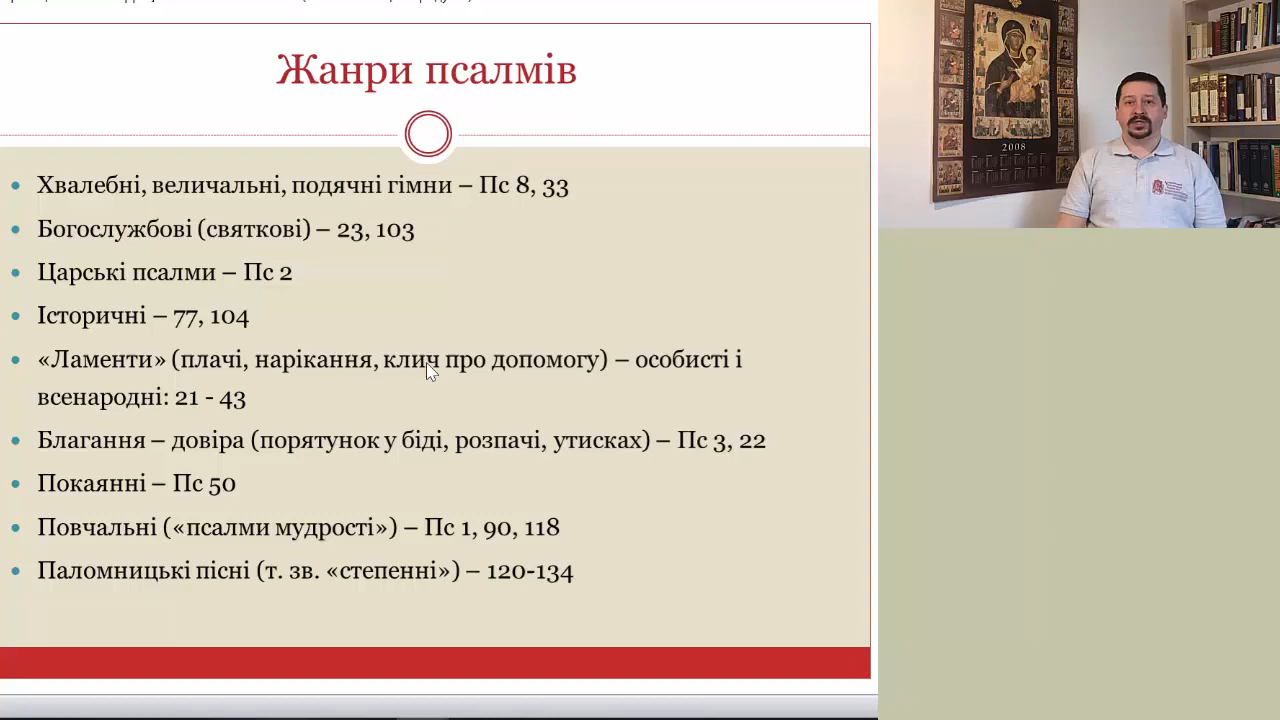 Жанри псалмів
Хвалебні, величальні, подячні гімни – Пс 8, 33
Богослужбові (святкові) – 23, 103
Царські псалми – Пс 2
Історичні – 77, 104
«Ламенти» (плачі, нарікання, клич про допомогу) – особисті і
всенародні: 21 - 43
Благання – довіра (порятунок у біді, розпачі, утисках) – Пс 3, 22
Покаянні – Пс 50
Повчальні («псалми мудрості») – Пс 1, 90, 118
Паломницькі пісні (т. зв. «степенні») – 120-134
2008